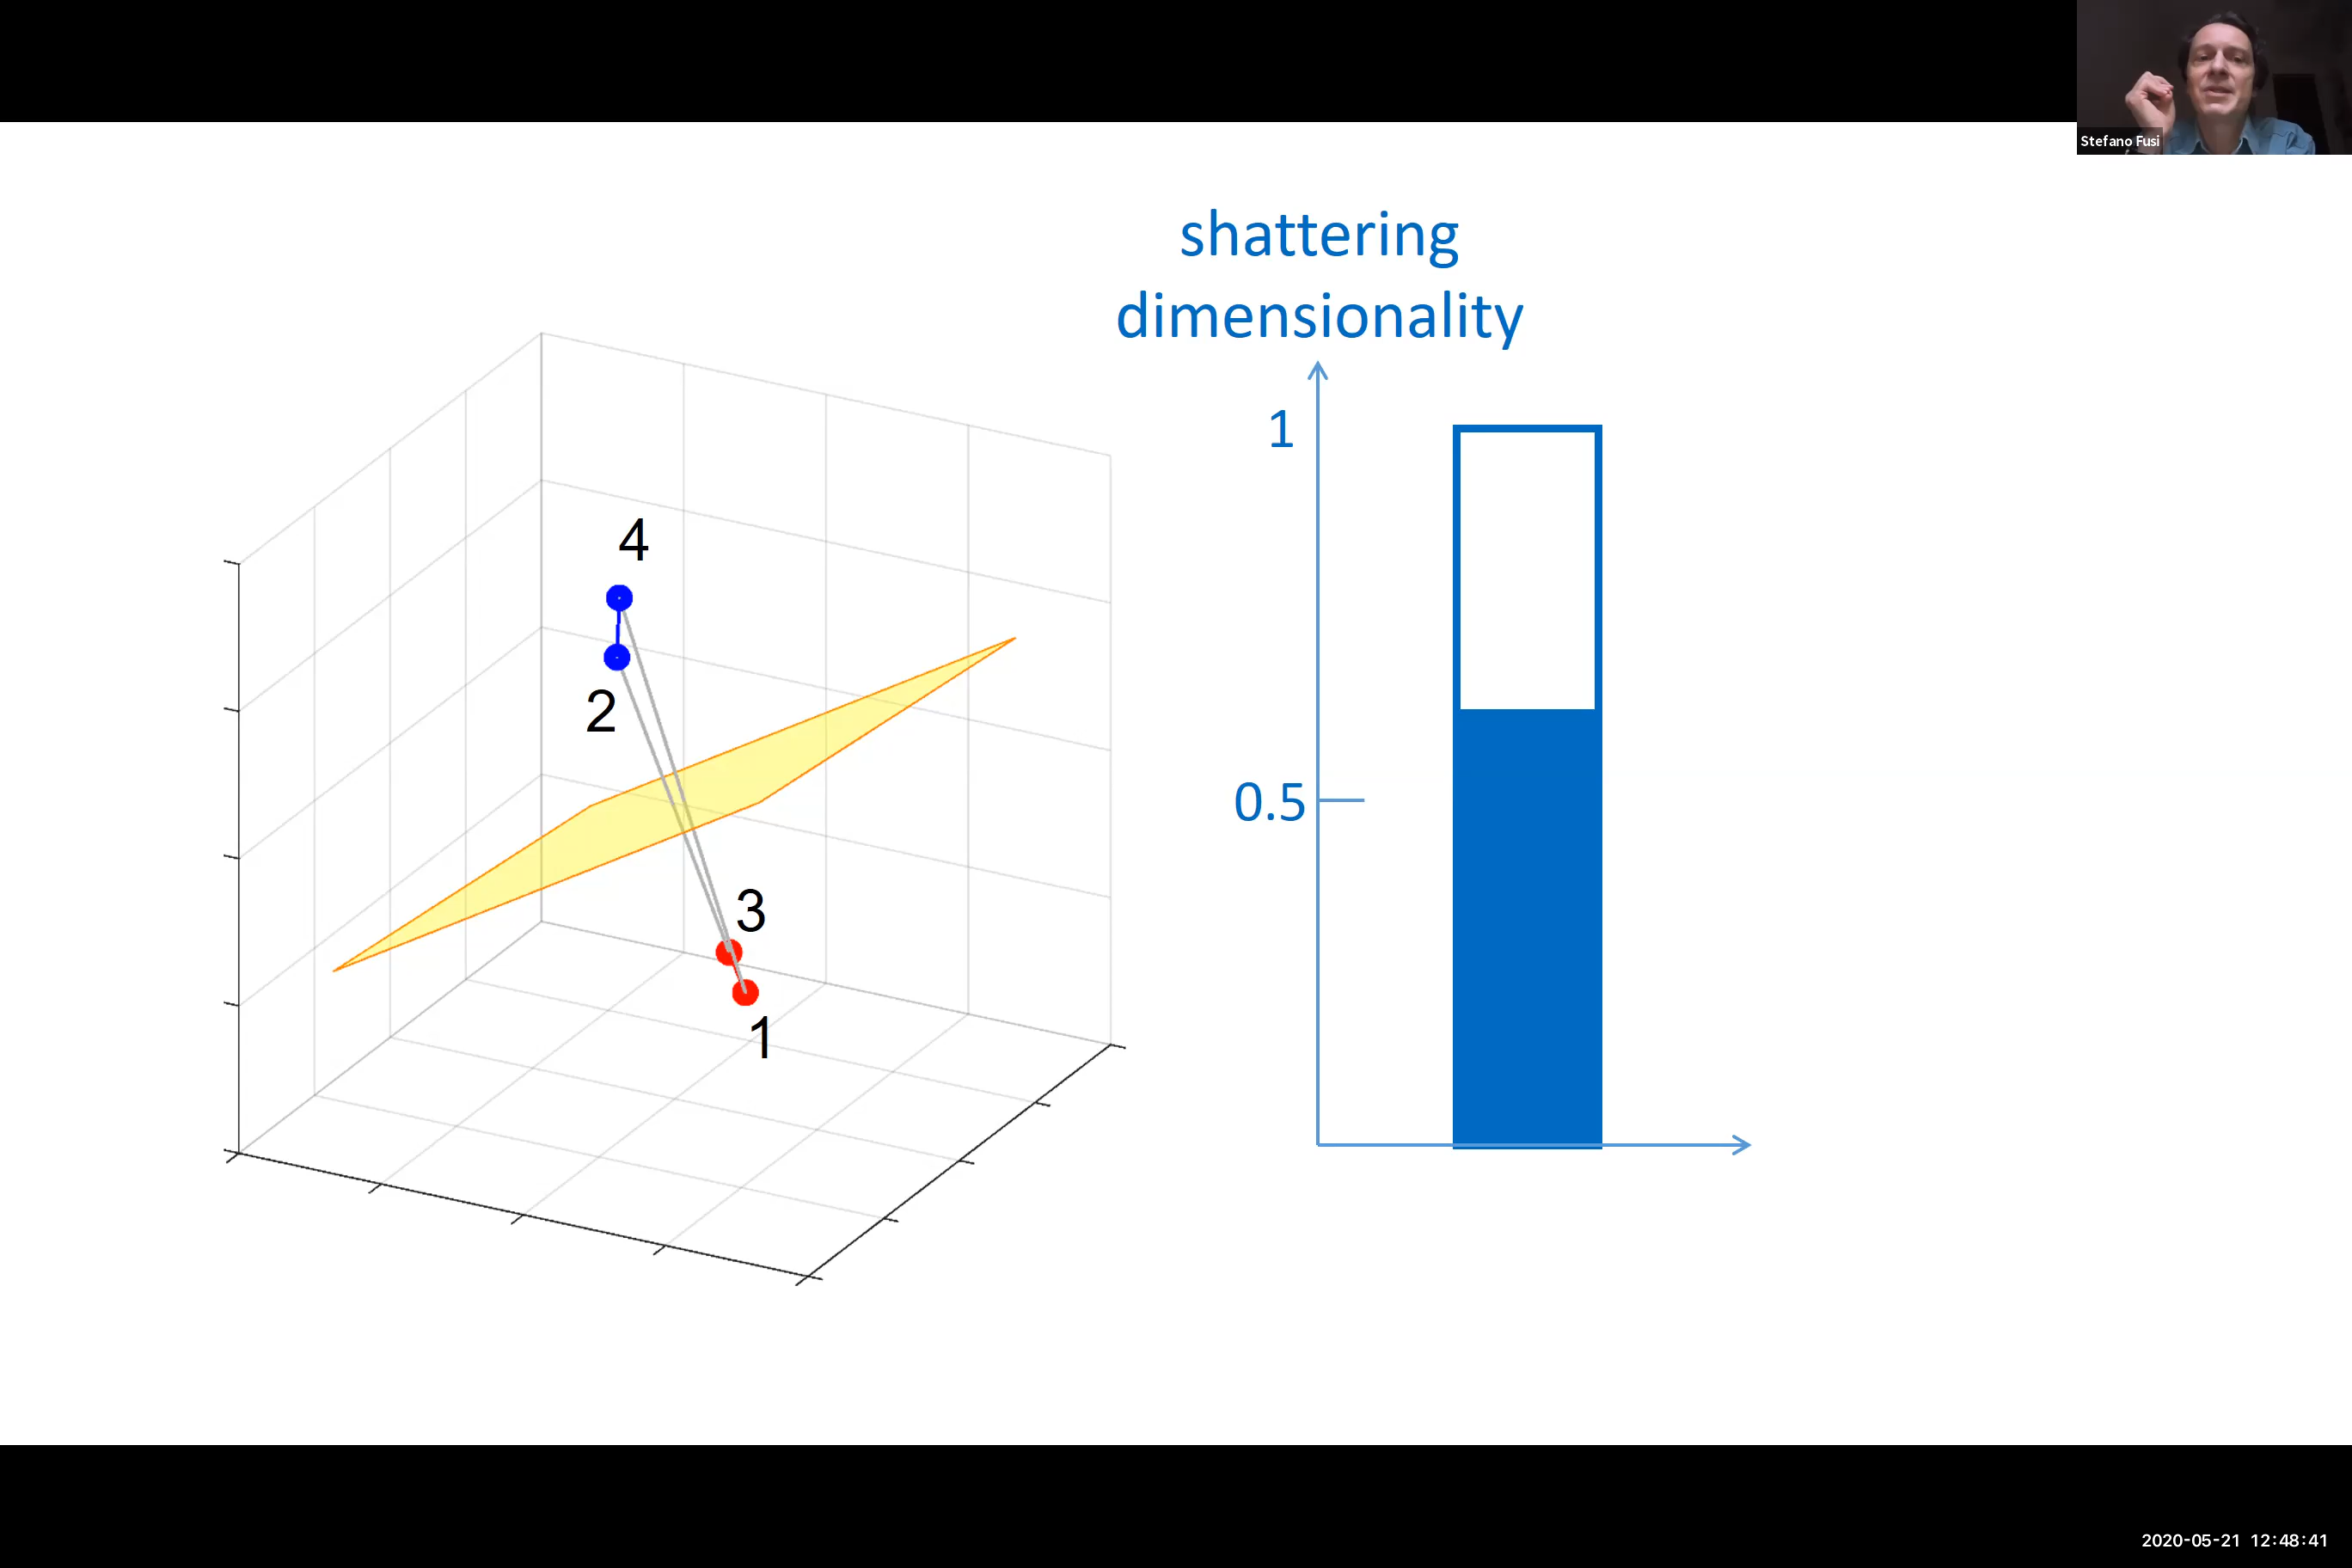 Stefano Fusi
shattering
dimensionality
1
0.5
4
2
3
1
2020-05-21 12:48:41